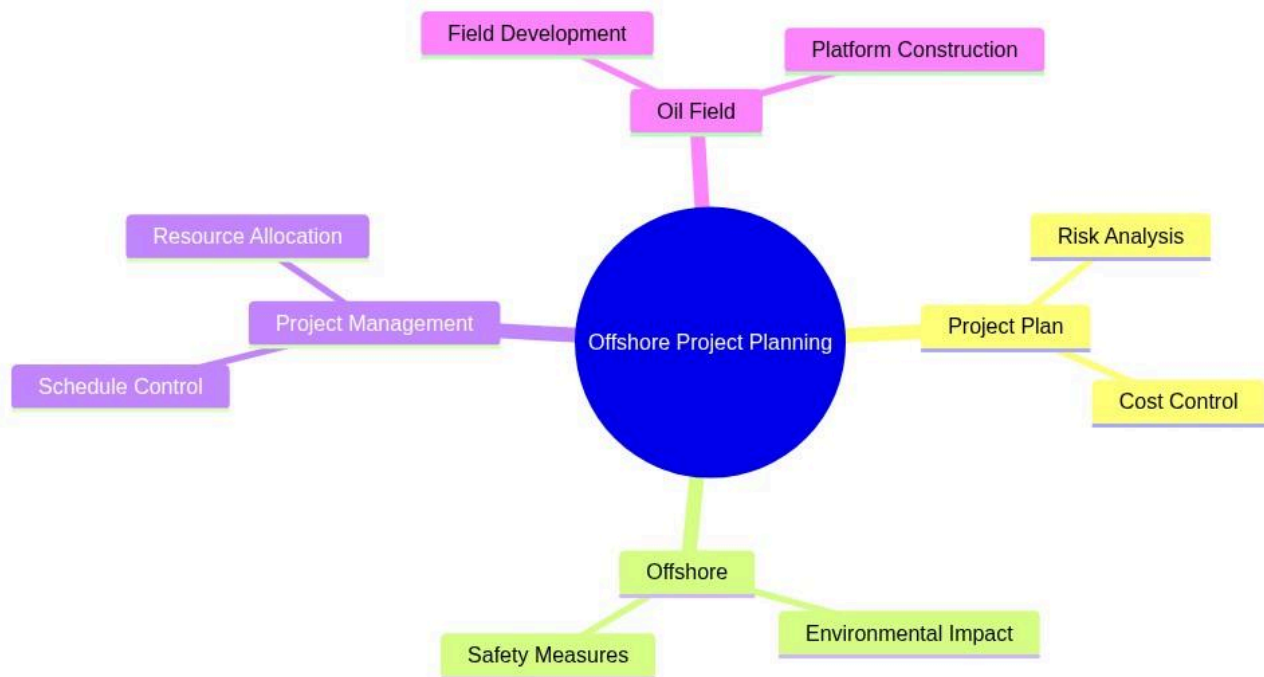 Field Development
Platform Construction
Oil Field
Resource Allocation
Risk Analysis
Project Management
Project Plan
Offshore Project Planning
Schedule Control
Cost Control
Offshore
Environmental Impact
Safety Measures